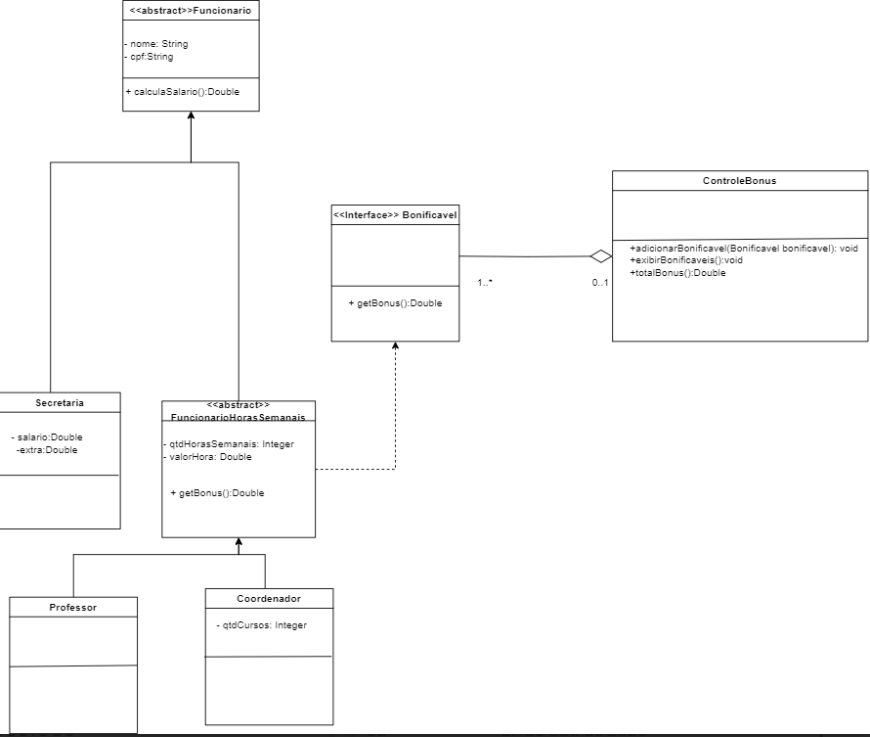 <<abstract>>Funcionario
- nome: String
- cpf:String
+ calculaSalario():Double
<<Interface>> Bonificavel
+ getBonus():Double
1..*
0..1
ControleBonus
+adicionarBonificavel(Bonificavel bonificavel): void
+exibirBonificaveis():void
+totalBonus():Double
Secretaria
- salario:Double
-extra:Double
<<abstract>>
FuncionarioHorasSemanais
- qtdHorasSemanais: Integer
- valorHora: Double
+ getBonus():Double
Professor
Coordenador
- qtdCursos: Integer